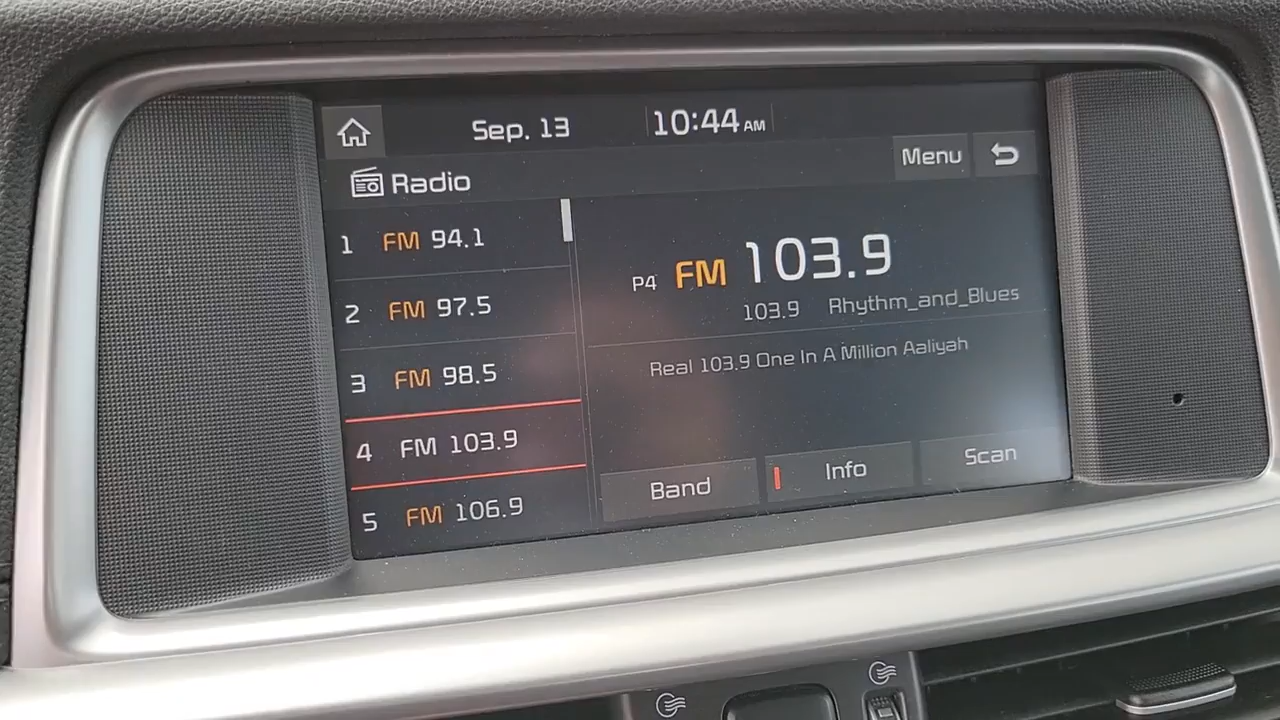 Sep. 13 10:44 AM
Radio Menu
1 FM 94.1
2 FM 97.5
3 FM 98.5
4 FM 103.9
5 FM 106.9
P4 FM 103.9
103.9 Rhythm_and_Blues
Real 103.9 One In A Million Aaliyah
Band Info Scan